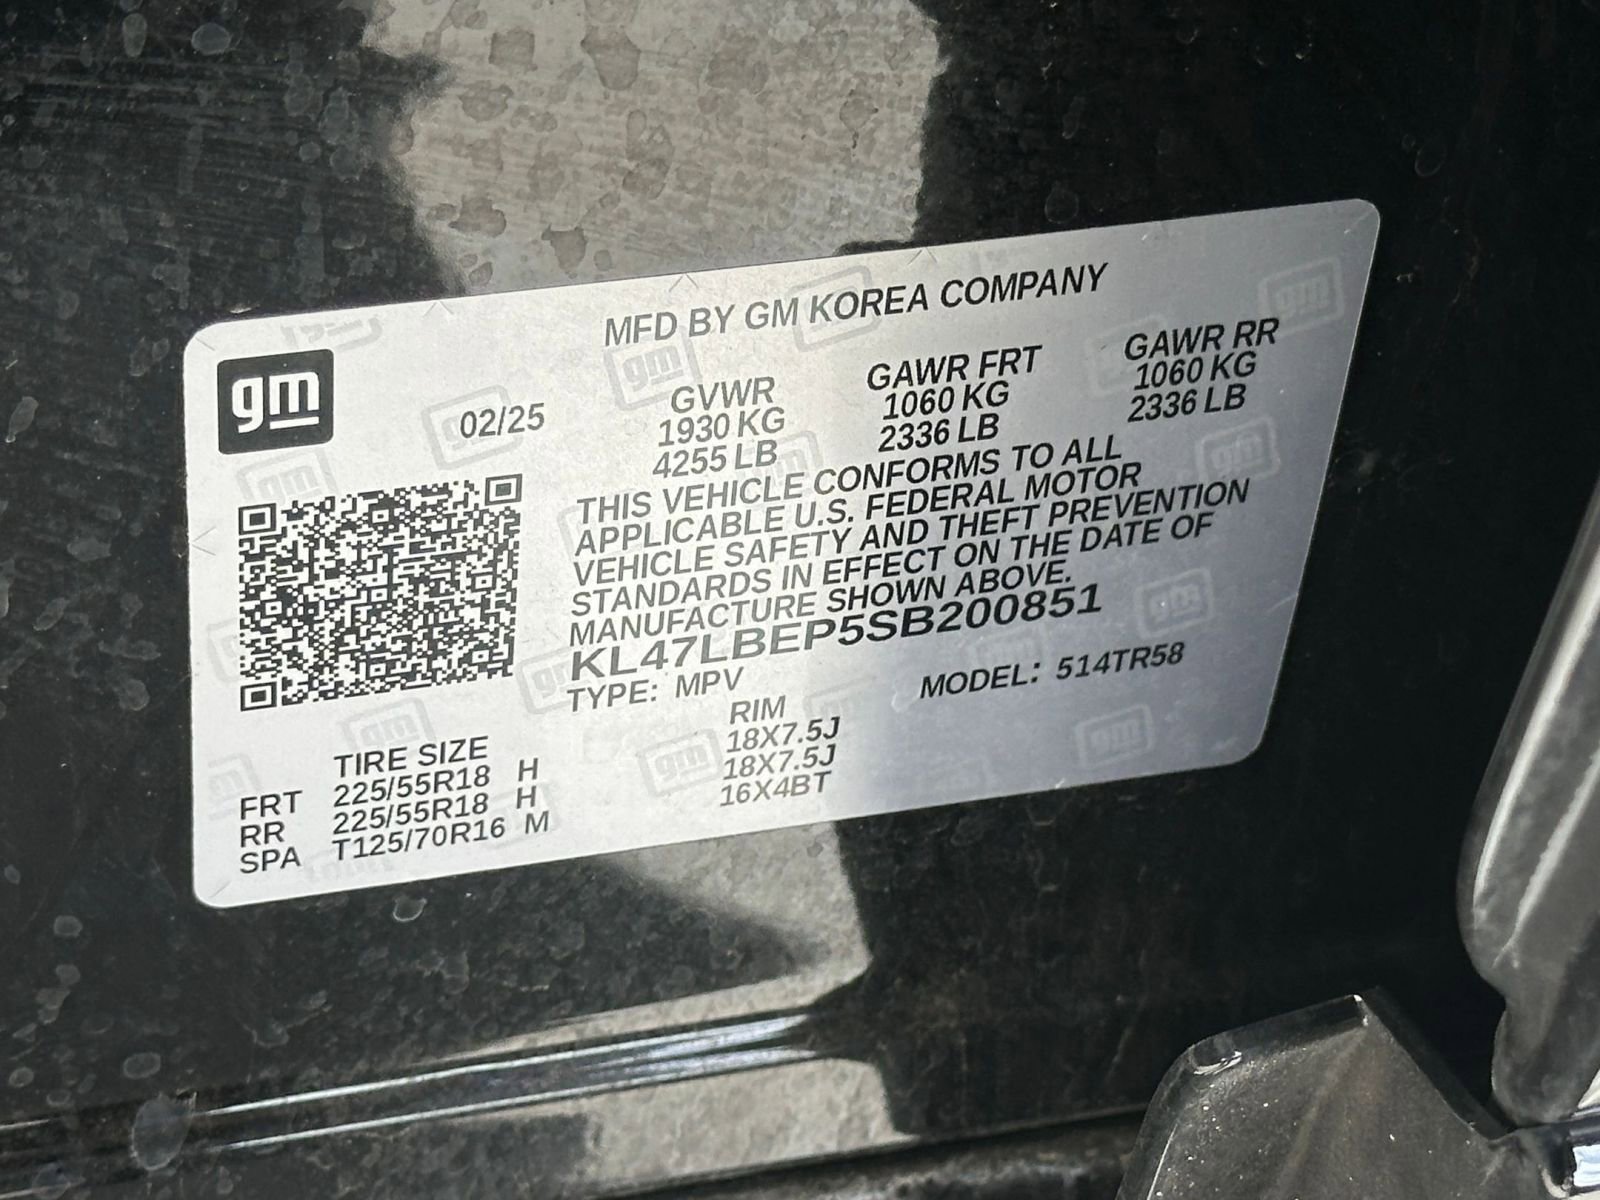 MFD BY GM KOREA COMPANY
gm
02/25
GVWR GAWR FRT GAWR RR
1930 KG 1060 KG 1060 KG
4255 LB 2336 LB 2336 LB
THIS VEHICLE CONFORMS TO ALL
APPLICABLE U.S. FEDERAL MOTOR
VEHICLE SAFETY AND THEFT PREVENTION
STANDARDS IN EFFECT ON THE DATE OF
MANUFACTURE SHOWN ABOVE.
KL47LBEP5SB200851
TYPE: MPV MODEL: 514TR58
TIRE SIZE RIM
FRT 225/55R18 H 18X7.5J
RR 225/55R18 H 18X7.5J
SPA T125/70R16 M 16X4BT